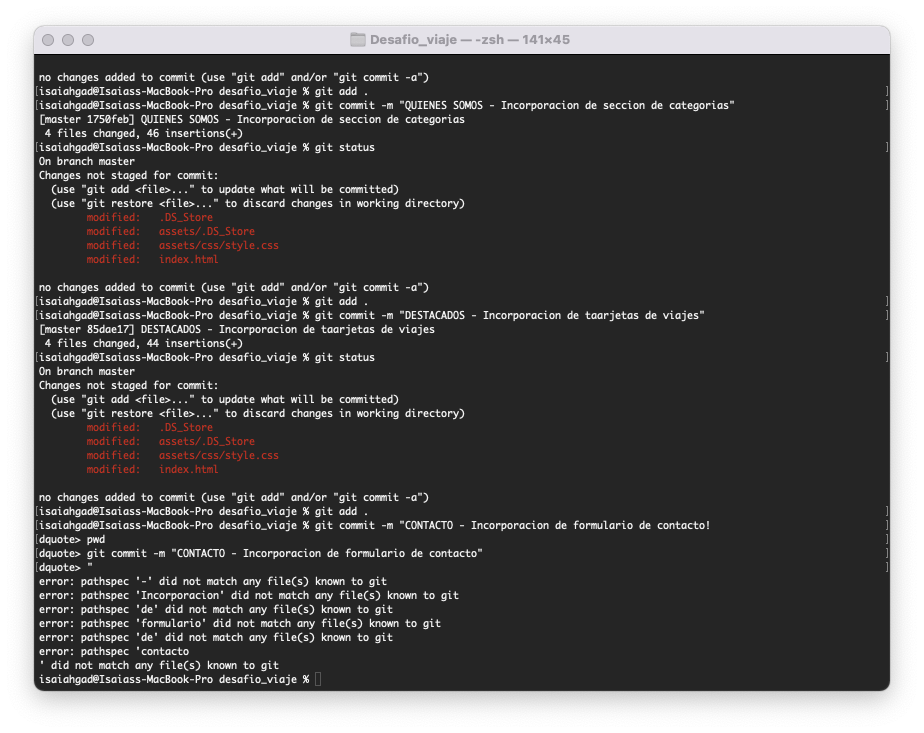 Desafio_viaje — -zsh — 141×45
no changes added to commit (use "git add" and/or "git commit -a")
[isaiahgad@Isaiass-MacBook-Pro desafio_viaje % git add . ]
[isaiahgad@Isaiass-MacBook-Pro desafio_viaje % git commit -m "QUIENES SOMOS - Incorporacion de seccion de categorias" ]
[master 1750feb] QUIENES SOMOS - Incorporacion de seccion de categorias
 4 files changed, 46 insertions(+)
[isaiahgad@Isaiass-MacBook-Pro desafio_viaje % git status ]
On branch master
Changes not staged for commit:
  (use "git add <file>..." to update what will be committed)
  (use "git restore <file>..." to discard changes in working directory)
        modified:   .DS_Store
        modified:   assets/.DS_Store
        modified:   assets/css/style.css
        modified:   index.html
no changes added to commit (use "git add" and/or "git commit -a")
[isaiahgad@Isaiass-MacBook-Pro desafio_viaje % git add . ]
[isaiahgad@Isaiass-MacBook-Pro desafio_viaje % git commit -m "DESTACADOS - Incorporacion de taarjetas de viajes" ]
[master 85dae17] DESTACADOS - Incorporacion de taarjetas de viajes
 4 files changed, 44 insertions(+)
[isaiahgad@Isaiass-MacBook-Pro desafio_viaje % git status ]
On branch master
Changes not staged for commit:
  (use "git add <file>..." to update what will be committed)
  (use "git restore <file>..." to discard changes in working directory)
        modified:   .DS_Store
        modified:   assets/.DS_Store
        modified:   assets/css/style.css
        modified:   index.html
no changes added to commit (use "git add" and/or "git commit -a")
[isaiahgad@Isaiass-MacBook-Pro desafio_viaje % git add . ]
[isaiahgad@Isaiass-MacBook-Pro desafio_viaje % git commit -m "CONTACTO - Incorporacion de formulario de contacto! ]
[dquote> pwd ]
[dquote> git commit -m "CONTACTO - Incorporacion de formulario de contacto" ]
[dquote> " ]
error: pathspec '-' did not match any file(s) known to git
error: pathspec 'Incorporacion' did not match any file(s) known to git
error: pathspec 'de' did not match any file(s) known to git
error: pathspec 'formulario' did not match any file(s) known to git
error: pathspec 'de' did not match any file(s) known to git
error: pathspec 'contacto
' did not match any file(s) known to git
isaiahgad@Isaiass-MacBook-Pro desafio_viaje %